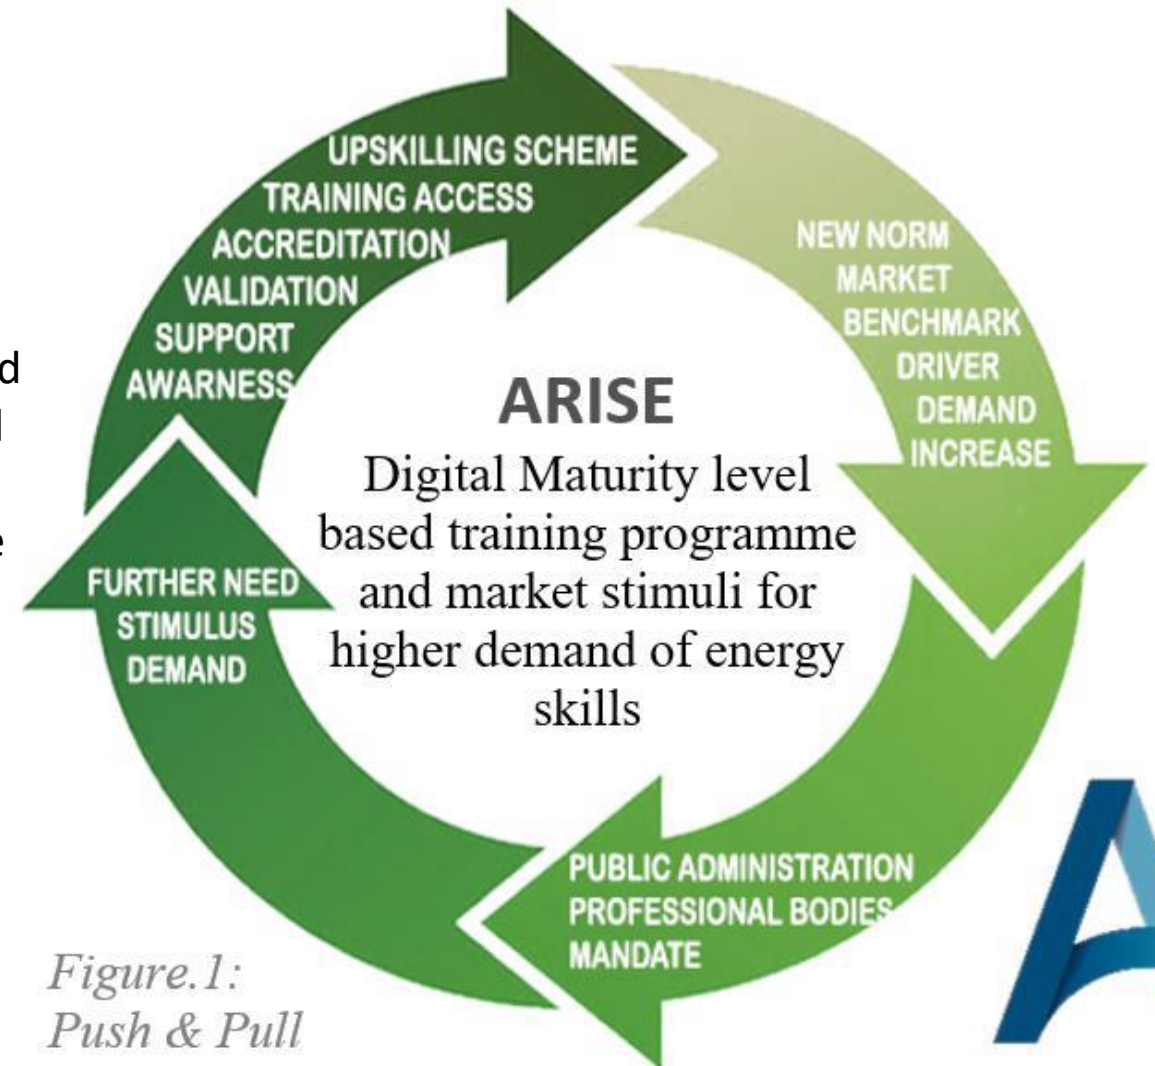 UPSKILLING SCHEME
TRAINING ACCESS
ACCREDITATION
VALIDATION
SUPPORT
AWARNESS
NEW NORM
MARKET
BENCHMARK
DRIVER
DEMAND
INCREASE
ARISE
Digital Maturity level
based training programme
and market stimuli for
higher demand of energy
skills
FURTHER NEED
STIMULUS
DEMAND
PUBLIC ADMINISTRATION
PROFESSIONAL BODIES
MANDATE
Figure.1:
Push & Pull